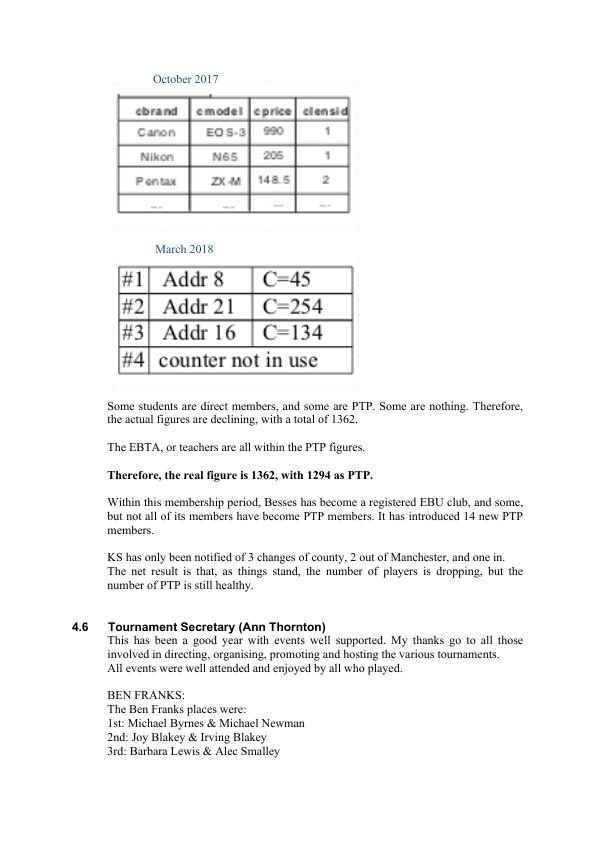 October 2017
cbrand cmodel cprice clensid
Canon EOS-3 990 1
Nikon N65 205 1
Pentax ZX-M 148.5 2
... ... ... ...
March 2018
#1 Addr 8 C=45
#2 Addr 21 C=254
#3 Addr 16 C=134
#4 counter not in use
Some students are direct members, and some are PTP. Some are nothing. Therefore,
the actual figures are declining, with a total of 1362.
The EBTA, or teachers are all within the PTP figures.
Therefore, the real figure is 1362, with 1294 as PTP.
Within this membership period, Besses has become a registered EBU club, and some,
but not all of its members have become PTP members. It has introduced 14 new PTP
members.
KS has only been notified of 3 changes of county, 2 out of Manchester, and one in.
The net result is that, as things stand, the number of players is dropping, but the
number of PTP is still healthy.
4.6 Tournament Secretary (Ann Thornton)
This has been a good year with events well supported. My thanks go to all those
involved in directing, organising, promoting and hosting the various tournaments.
All events were well attended and enjoyed by all who played.
BEN FRANKS:
The Ben Franks places were:
1st: Michael Byrnes & Michael Newman
2nd: Joy Blakey & Irving Blakey
3rd: Barbara Lewis & Alec Smalley